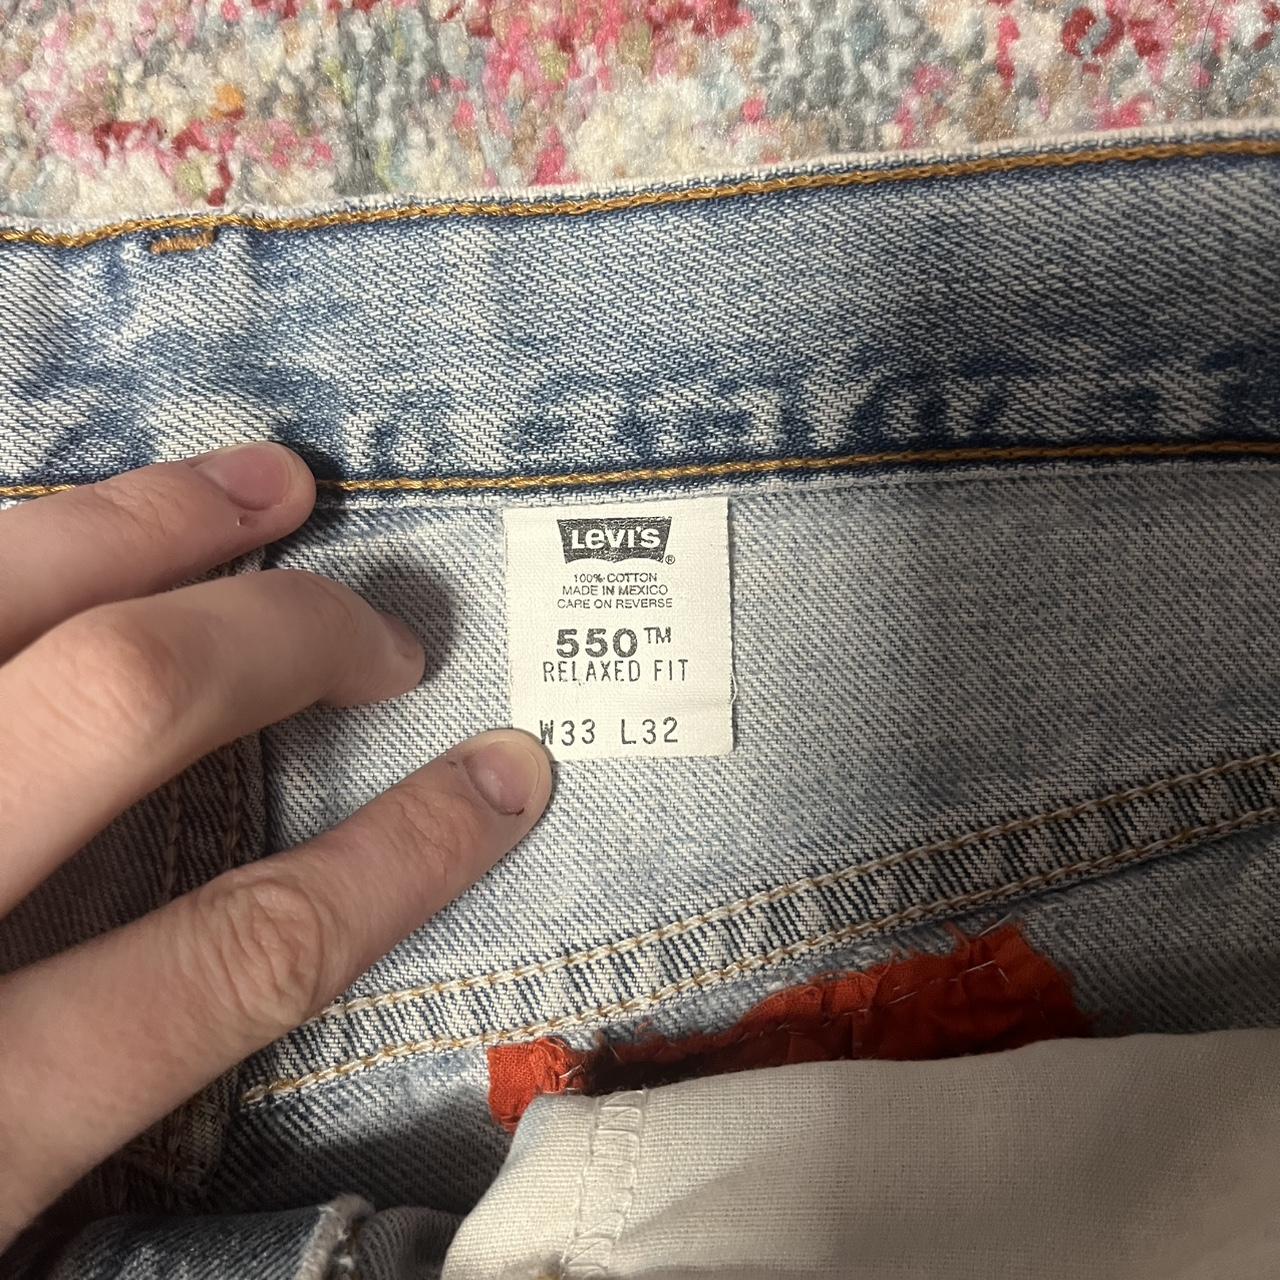 LEVI'S®
100% COTTON
MADE IN MEXICO
CARE ON REVERSE
550™
RELAXED FIT
W33 L32